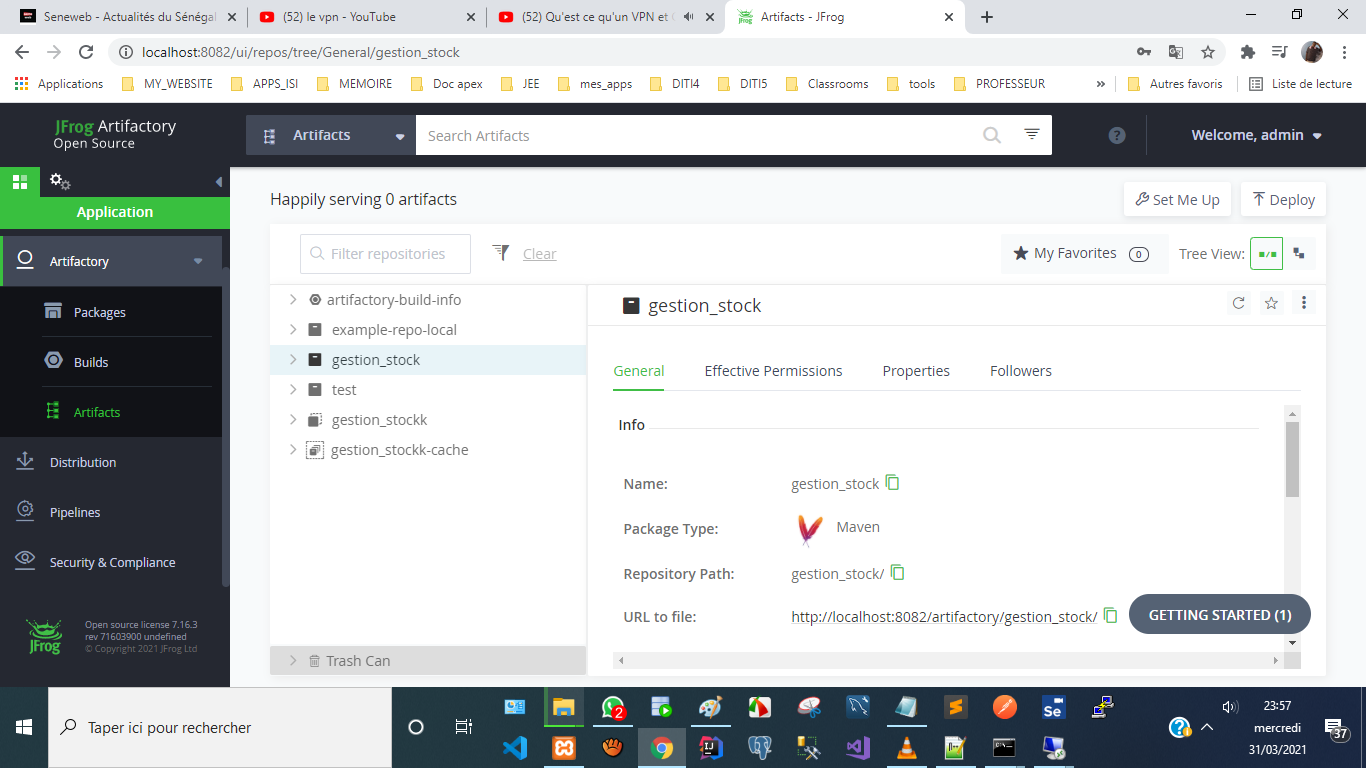 Seneweb - Actualités du Sénégal
(52) le vpn - YouTube
(52) Qu'est ce qu'un VPN et
Artifacts - JFrog
localhost:8082/ui/repos/tree/General/gestion_stock
Applications
MY_WEBSITE
APPS_ISI
MEMOIRE
Doc apex
JEE
mes_apps
DITI4
DITI5
Classrooms
tools
PROFESSEUR
»
Autres favoris
Liste de lecture
JFrog Artifactory
Open Source
Artifacts
Search Artifacts
?
Welcome, admin
Application
Happily serving 0 artifacts
Set Me Up
Deploy
Artifactory
Packages
Builds
Artifacts
Distribution
Pipelines
Security & Compliance
Filter repositories
Clear
My Favorites 0
Tree View:
artifactory-build-info
example-repo-local
gestion_stock
test
gestion_stockk
gestion_stockk-cache
Trash Can
gestion_stock
General
Effective Permissions
Properties
Followers
Info
Name:
gestion_stock
Package Type:
Maven
Repository Path:
gestion_stock/
URL to file:
http://localhost:8082/artifactory/gestion_stock/
GETTING STARTED (1)
JFrog
Open source license 7.16.3
rev 71603900 undefined
© Copyright 2021 JFrog Ltd
Taper ici pour rechercher
2
Se
IJ
23:57
mercredi
31/03/2021
37